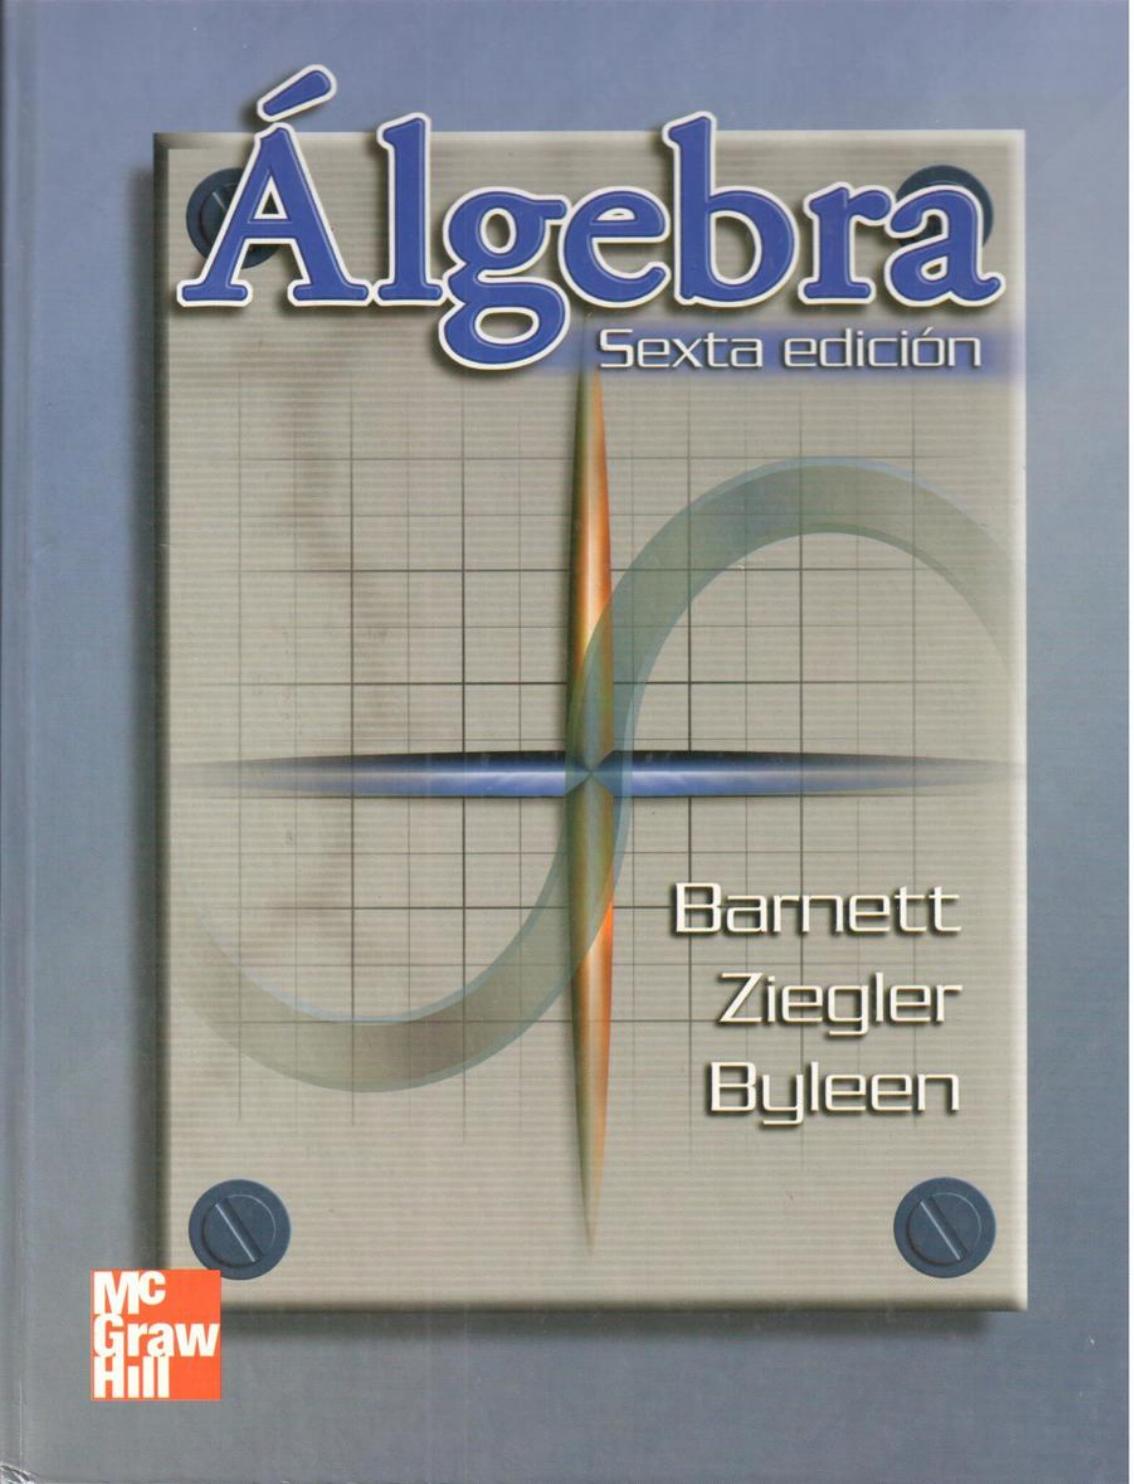 Álgebra
Sexta edición
Barnett
Ziegler
Byleen
Mc
Graw
Hill